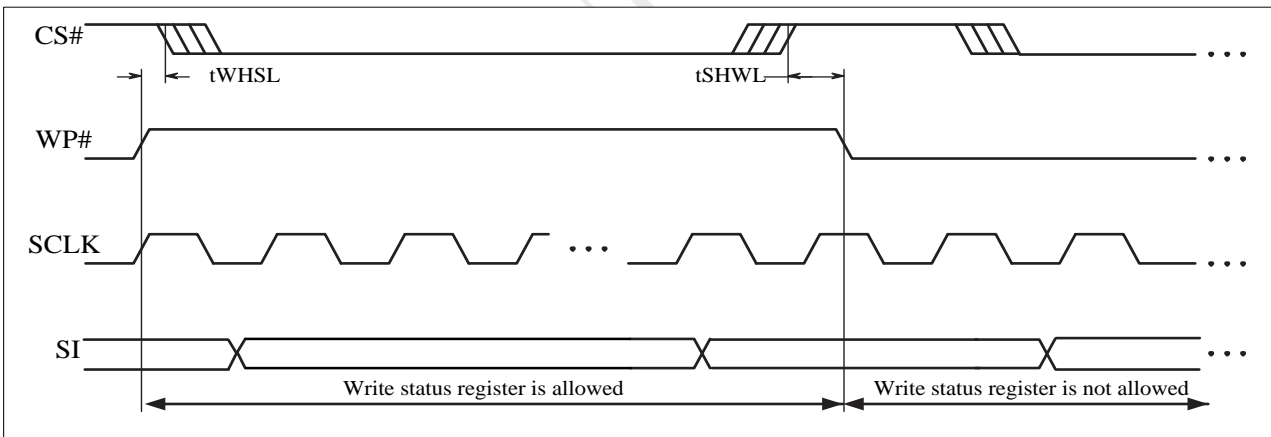 CS#
tWHSL
tSHWL
WP#
SCLK
SI
Write status register is allowed
Write status register is not allowed